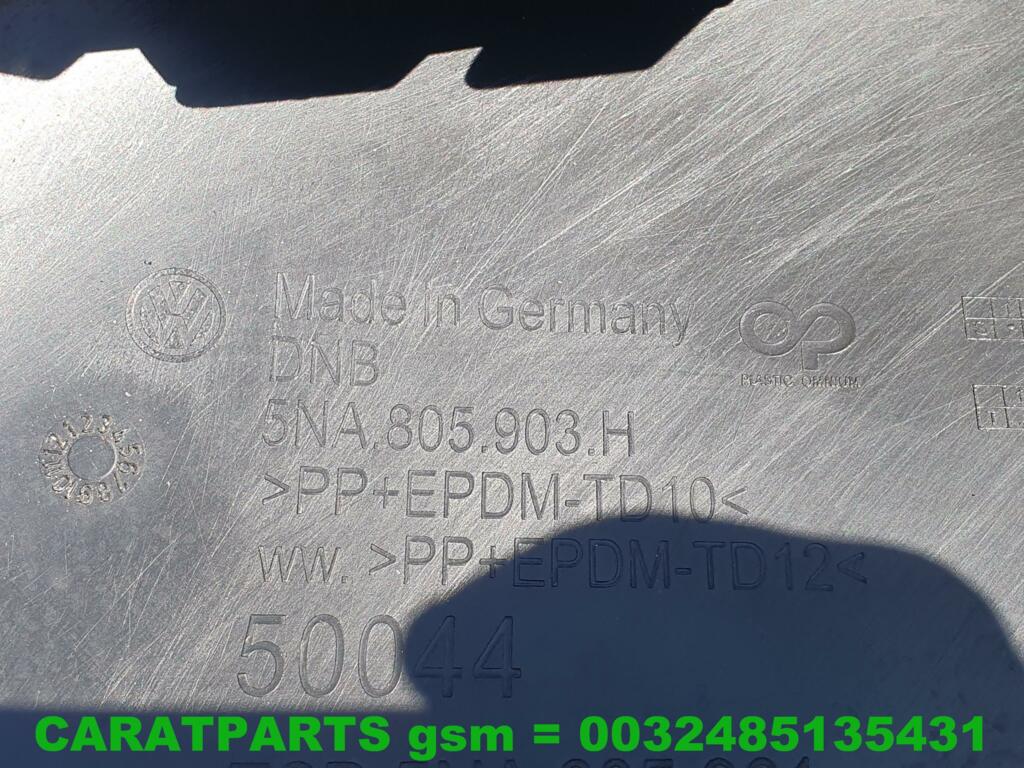 Made in Germany
DNB
PLASTIC OMNIUM
5NA.805.903.H
>PP+EPDM-TD10<
ww. >PP+EPDM-TD12<
50044
CARATPARTS gsm = 0032485135431